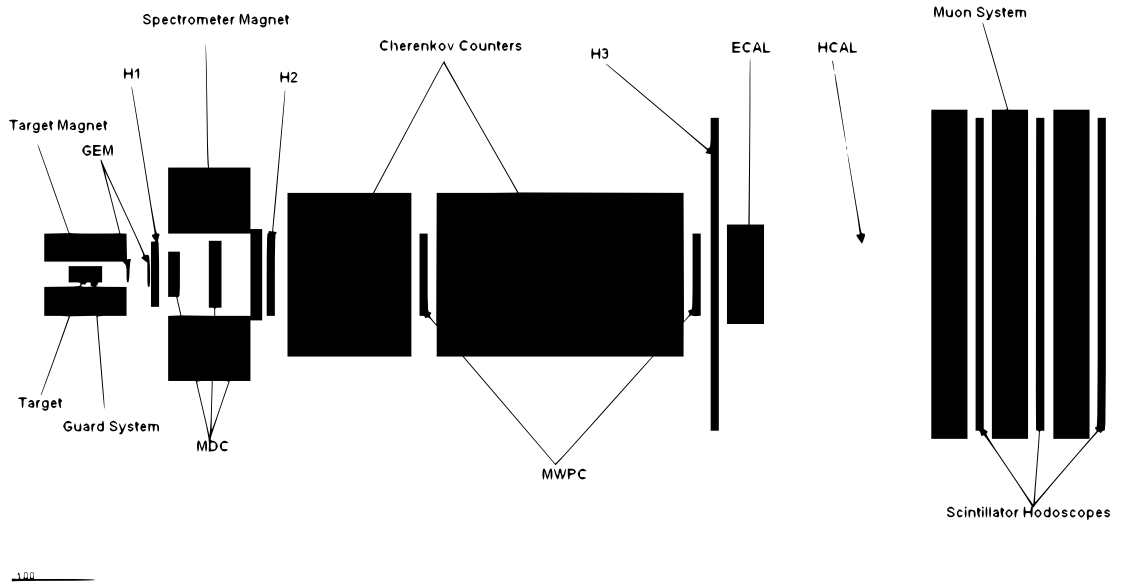 Muon System
Spectrometer Magnet
Cherenkov Counters
ECAL
HCAL
H3
H1
H2
Target Magnet
GEM
Target
Guard System
MDC
MWPC
Scintillator Hodoscopes
100